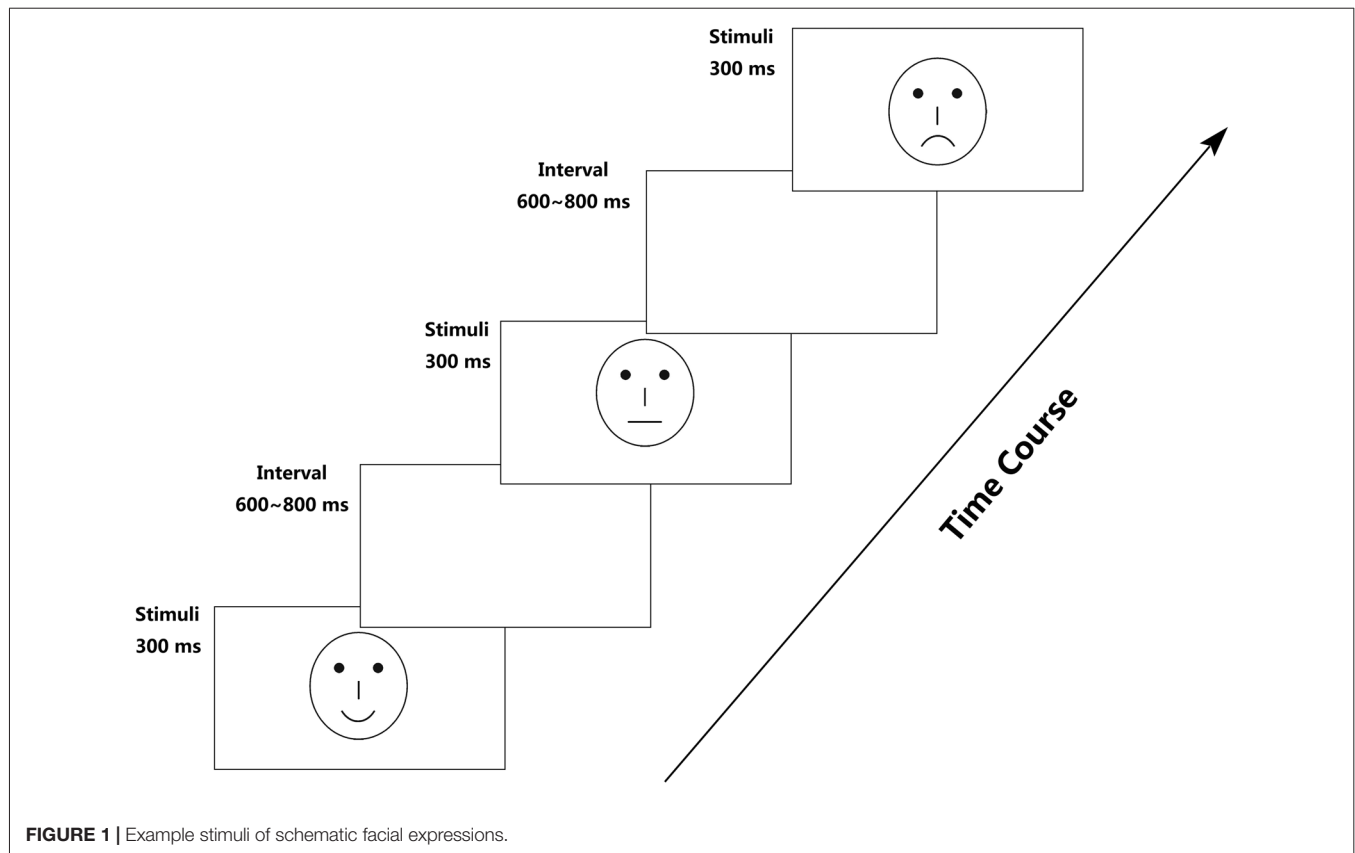 Stimuli
300 ms
Interval
600~800 ms
Stimuli
300 ms
Interval
600~800 ms
Stimuli
300 ms
Time Course
FIGURE 1 | Example stimuli of schematic facial expressions.